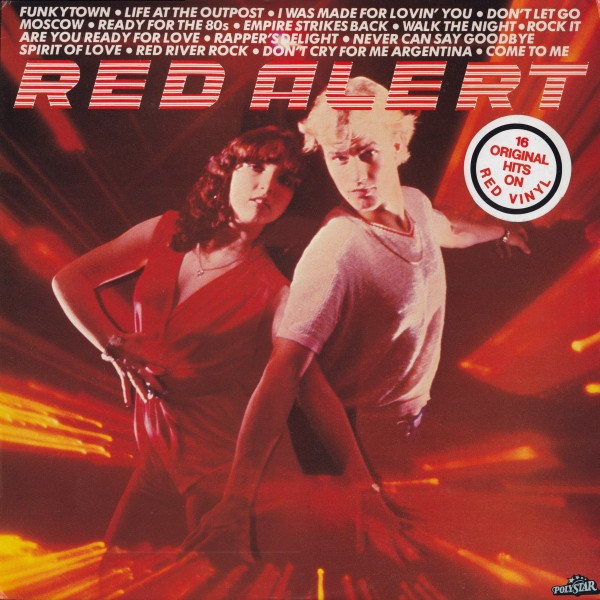 FUNKYTOWN • LIFE AT THE OUTPOST • I WAS MADE FOR LOVIN' YOU • DON'T LET GO
MOSCOW • READY FOR THE 80s • EMPIRE STRIKES BACK • WALK THE NIGHT • ROCK IT
ARE YOU READY FOR LOVE • RAPPER'S DELIGHT • NEVER CAN SAY GOODBYE
SPIRIT OF LOVE • RED RIVER ROCK • DON'T CRY FOR ME ARGENTINA • COME TO ME
RED ALERT
16
ORIGINAL
HITS
ON
RED VINYL
POLYSTAR